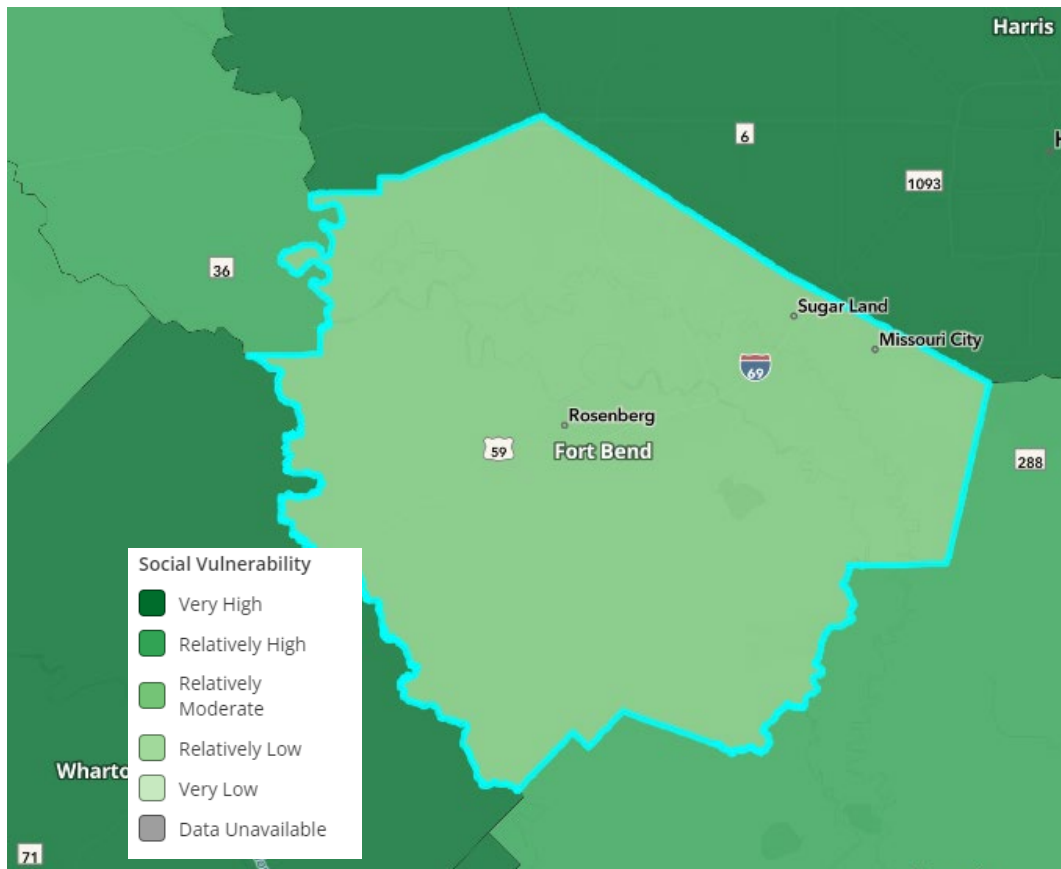 Harris
6
1093
36
Sugar Land
Missouri City
69
Rosenberg
59
Fort Bend
288
Social Vulnerability
Very High
Relatively High
Relatively
Moderate
Relatively Low
Very Low
Data Unavailable
71